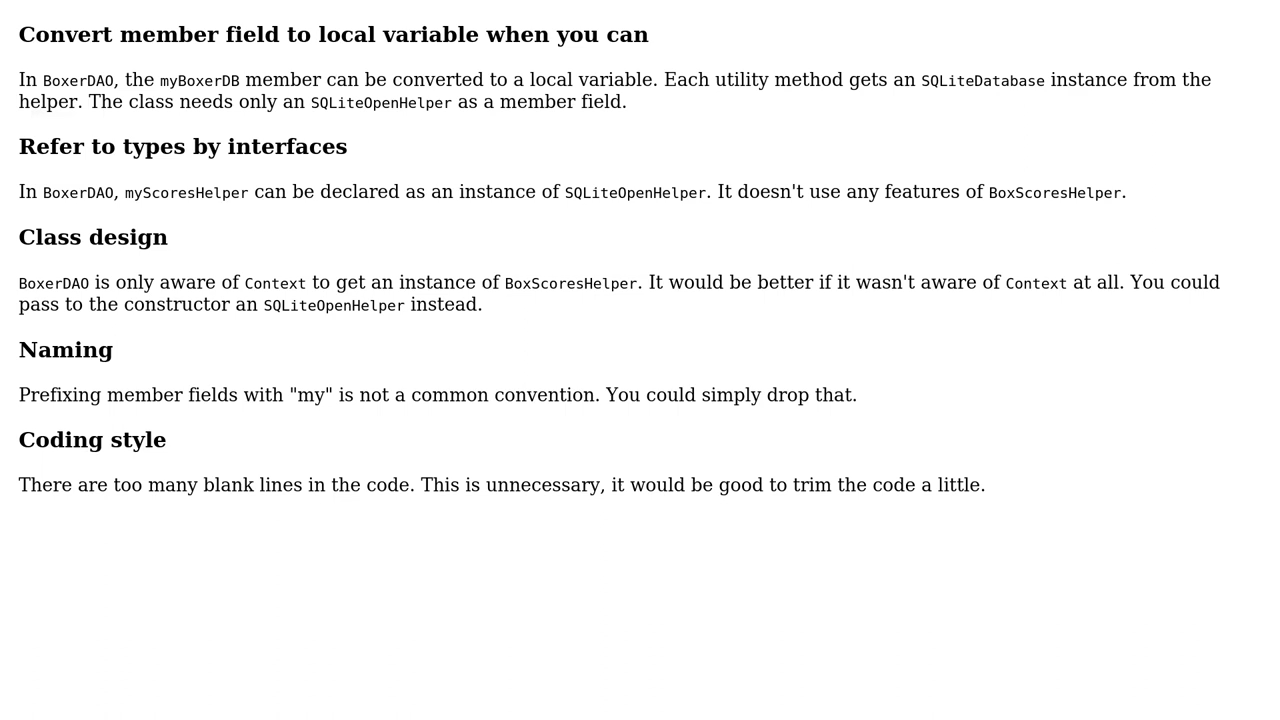 Convert member field to local variable when you can
In BoxerDAO, the myBoxerDB member can be converted to a local variable. Each utility method gets an SQLiteDatabase instance from the
helper. The class needs only an SQLiteOpenHelper as a member field.
Refer to types by interfaces
In BoxerDAO, myScoresHelper can be declared as an instance of SQLiteOpenHelper. It doesn't use any features of BoxScoresHelper.
Class design
BoxerDAO is only aware of Context to get an instance of BoxScoresHelper. It would be better if it wasn't aware of Context at all. You could
pass to the constructor an SQLiteOpenHelper instead.
Naming
Prefixing member fields with "my" is not a common convention. You could simply drop that.
Coding style
There are too many blank lines in the code. This is unnecessary, it would be good to trim the code a little.